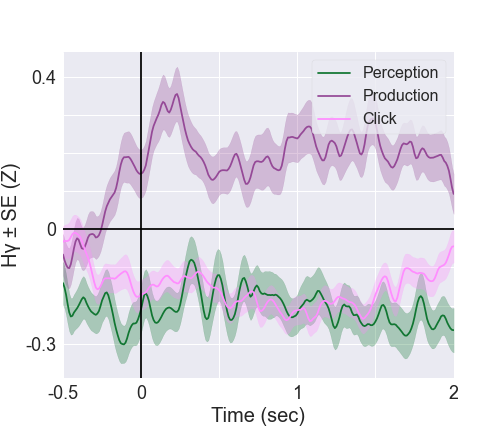 Perception
Production
Click
0.4
0
-0.3
Hγ ± SE (Z)
-0.5
0
1
2
Time (sec)